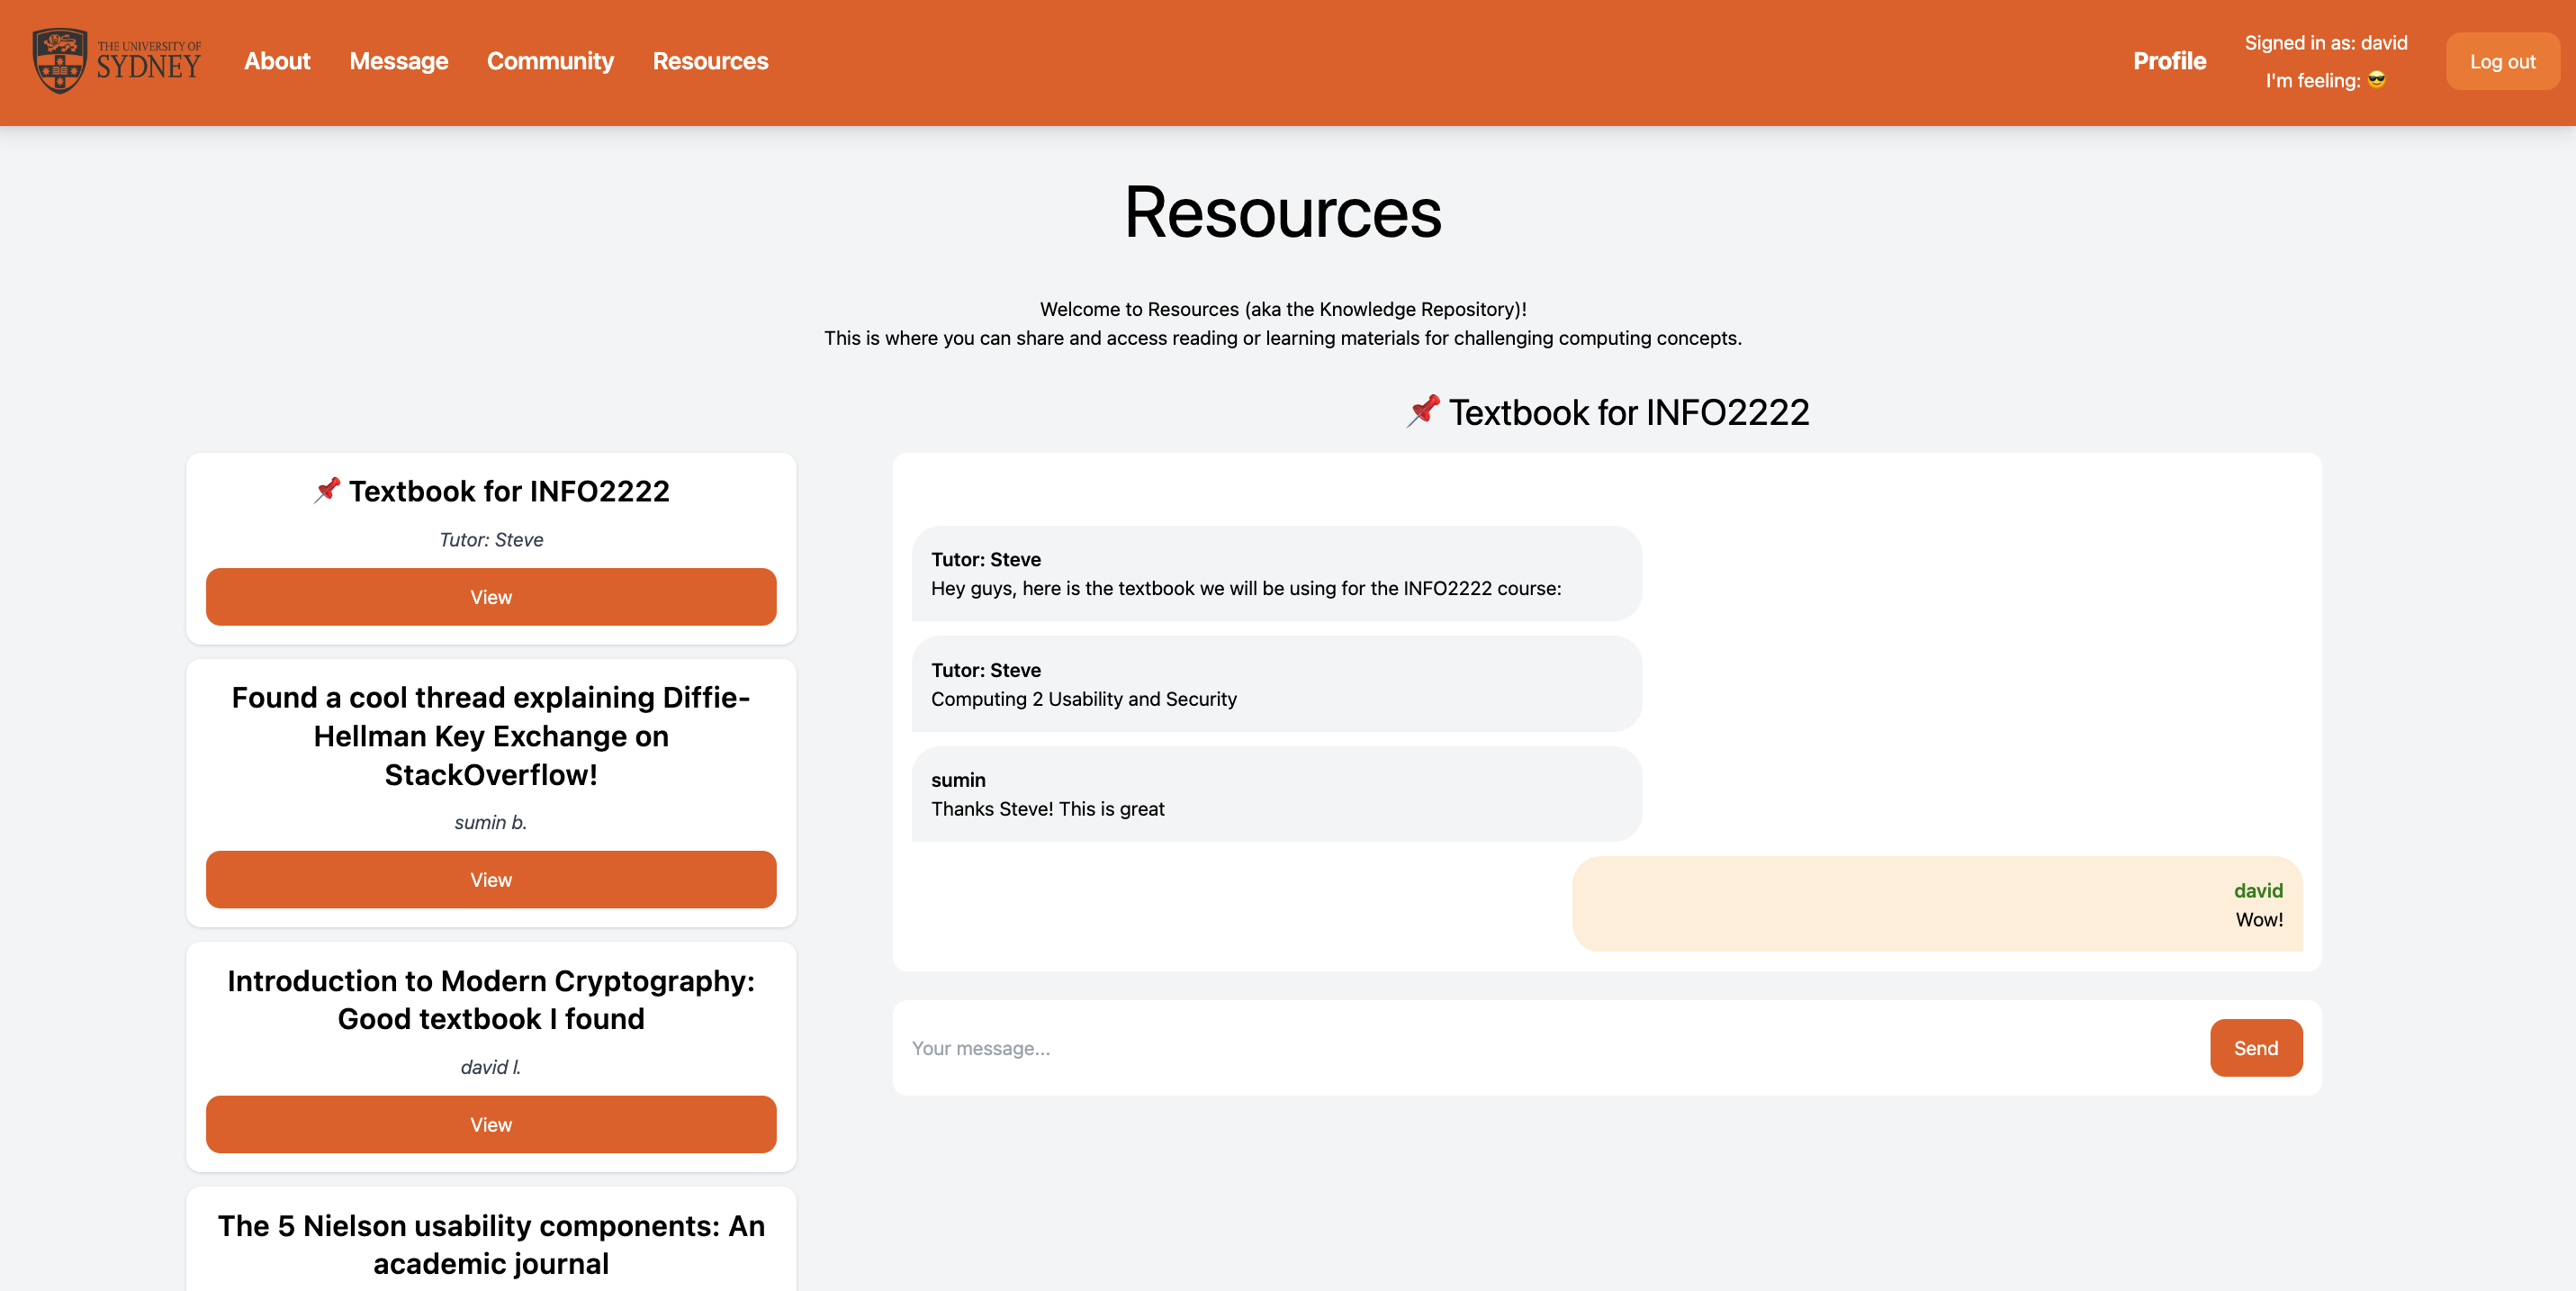 THE UNIVERSITY OF
SYDNEY
About
Message
Community
Resources
Profile
Signed in as: david
I'm feeling: 😎
Log out
Resources
Welcome to Resources (aka the Knowledge Repository)!
This is where you can share and access reading or learning materials for challenging computing concepts.
📌 Textbook for INFO2222
Tutor: Steve
View
Found a cool thread explaining Diffie-
Hellman Key Exchange on
StackOverflow!
sumin b.
View
Introduction to Modern Cryptography:
Good textbook I found
david l.
View
The 5 Nielson usability components: An
academic journal
📌 Textbook for INFO2222
Tutor: Steve
Hey guys, here is the textbook we will be using for the INFO2222 course:
Tutor: Steve
Computing 2 Usability and Security
sumin
Thanks Steve! This is great
david
Wow!
Your message...
Send